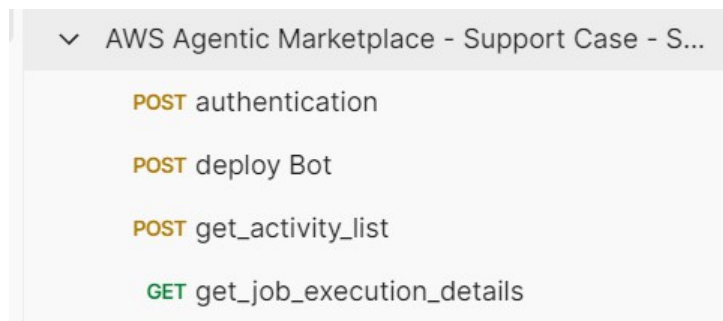 AWS Agentic Marketplace - Support Case - S...
POST authentication
POST deploy Bot
POST get_activity_list
GET get_job_execution_details